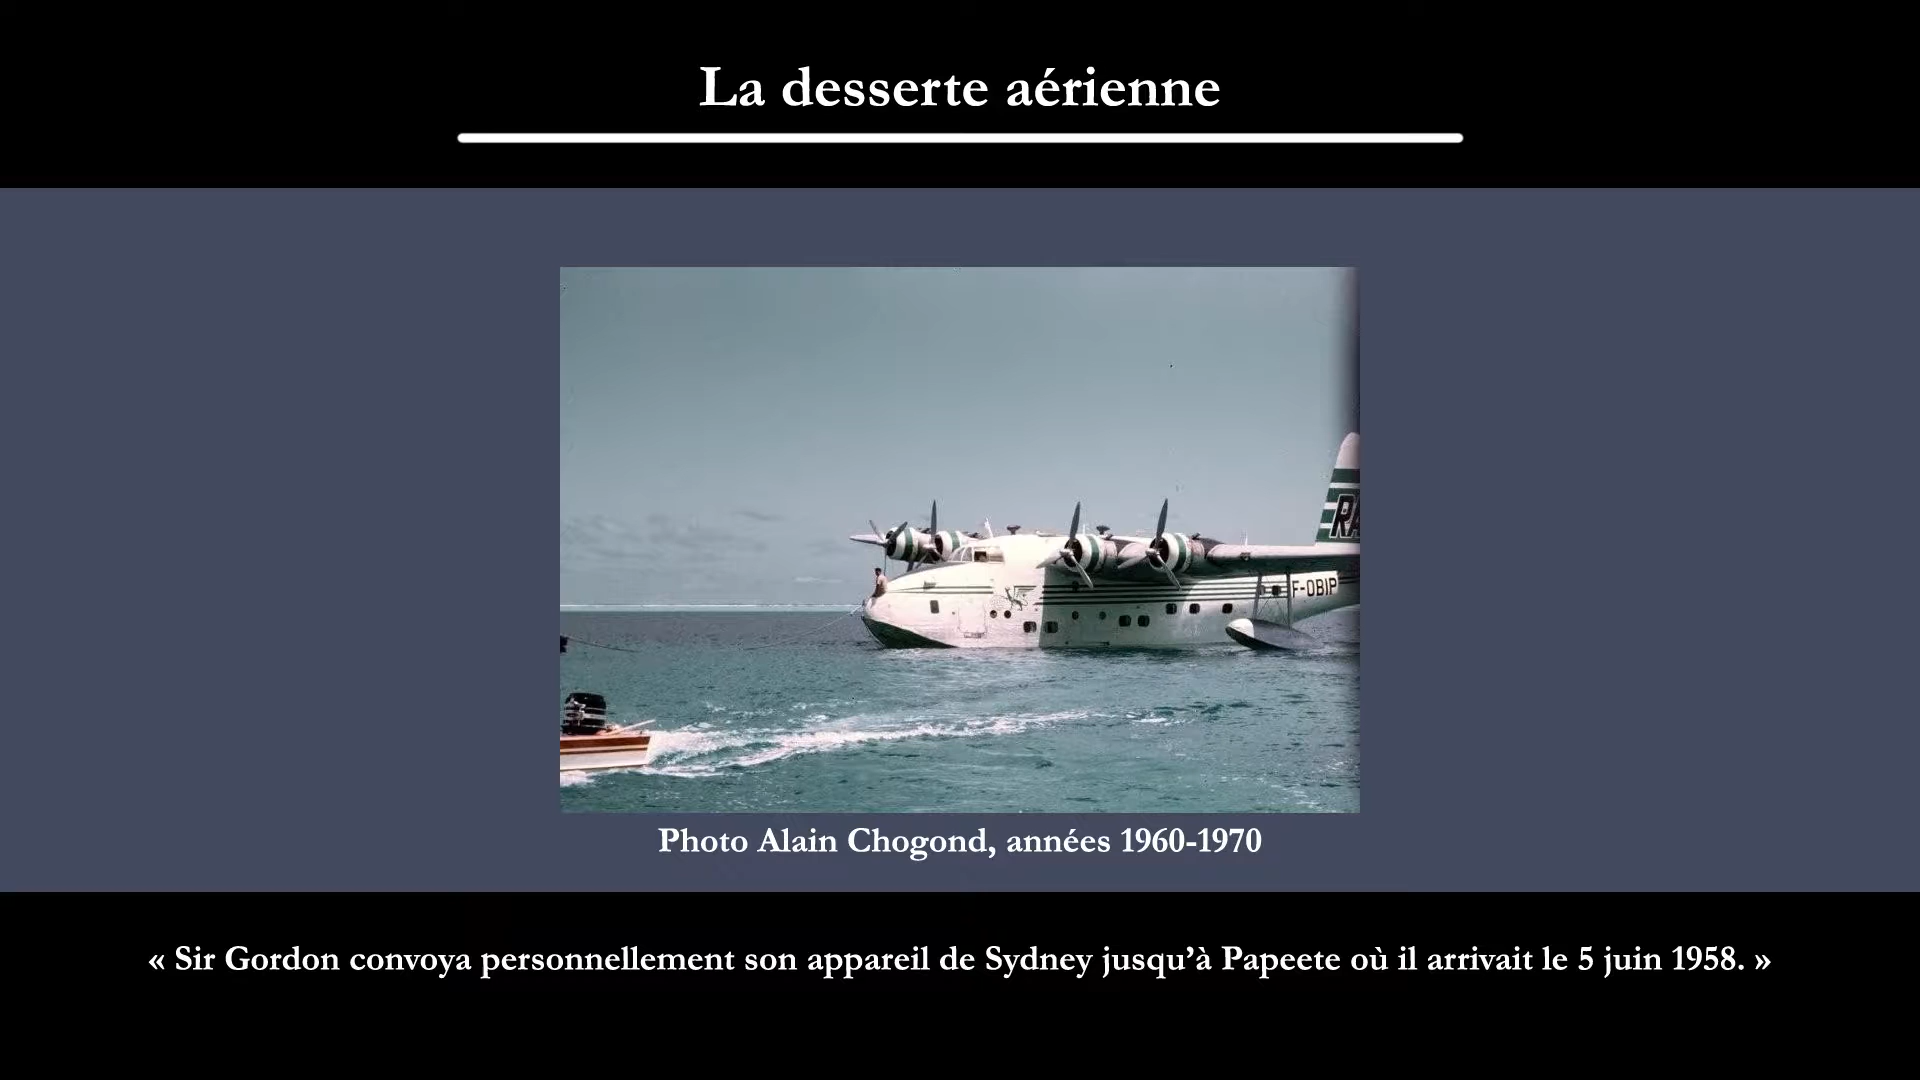 La desserte aérienne
RA
F-OBIP
Photo Alain Chogond, années 1960-1970
« Sir Gordon convoya personnellement son appareil de Sydney jusqu’à Papeete où il arrivait le 5 juin 1958. »